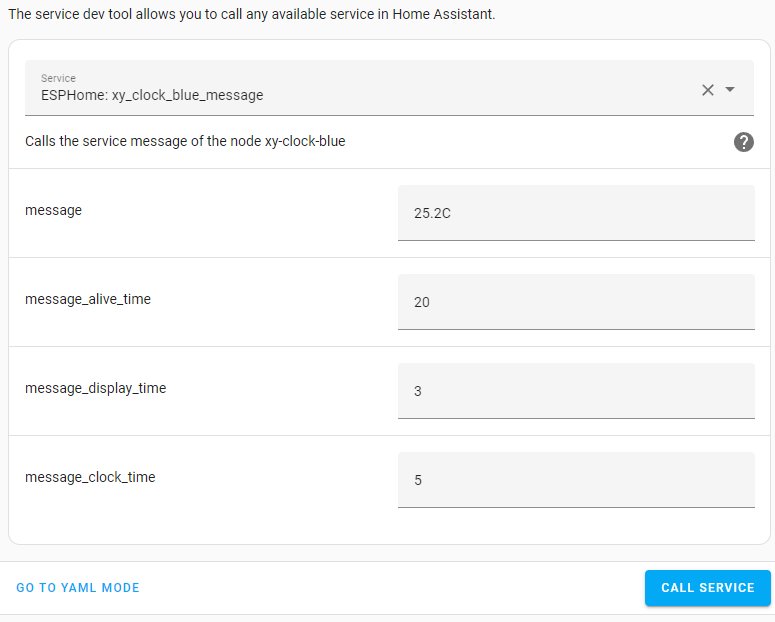 The service dev tool allows you to call any available service in Home Assistant.
Service
ESPHome: xy_clock_blue_message
Calls the service message of the node xy-clock-blue
message
25.2C
message_alive_time
20
message_display_time
3
message_clock_time
5
GO TO YAML MODE
CALL SERVICE